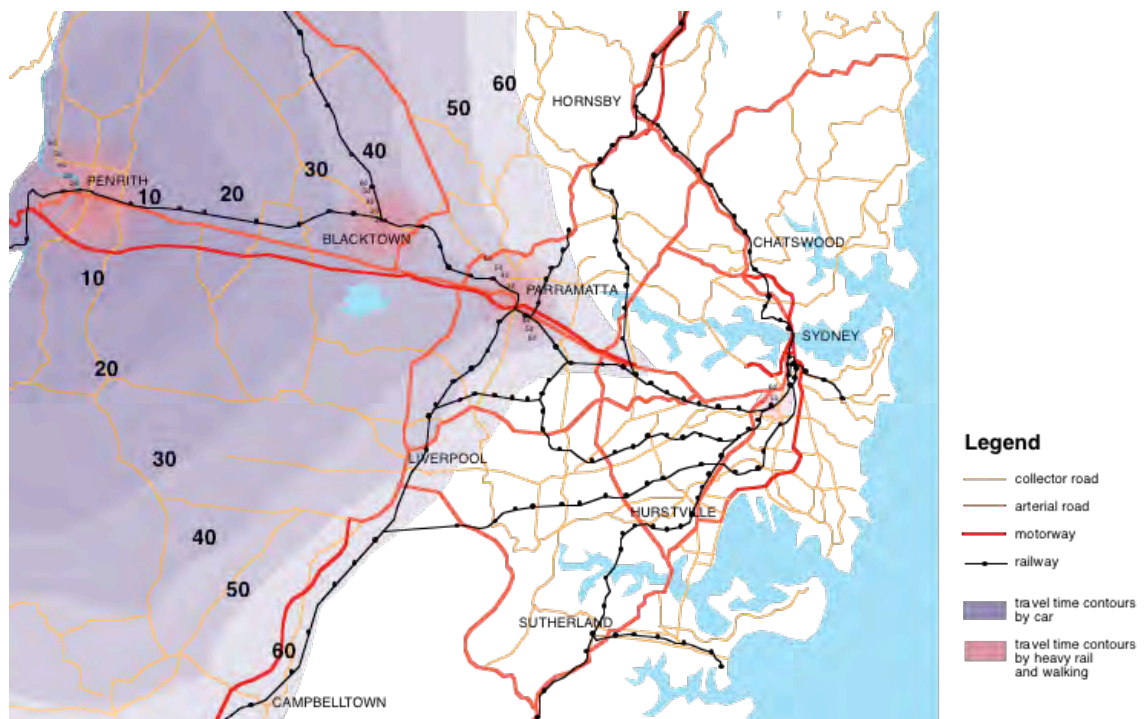 60
50
HORNSBY
40
30
PENRITH
20
10
CHATSWOOD
BLACKTOWN
10
PARRAMATTA
SYDNEY
20
Legend
30
LIVERPOOL
collector road
arterial road
HURSTVILLE
motorway
40
railway
50
travel time contours
by car
SUTHERLAND
60
travel time contours
by heavy rail
and walking
CAMPBELLTOWN